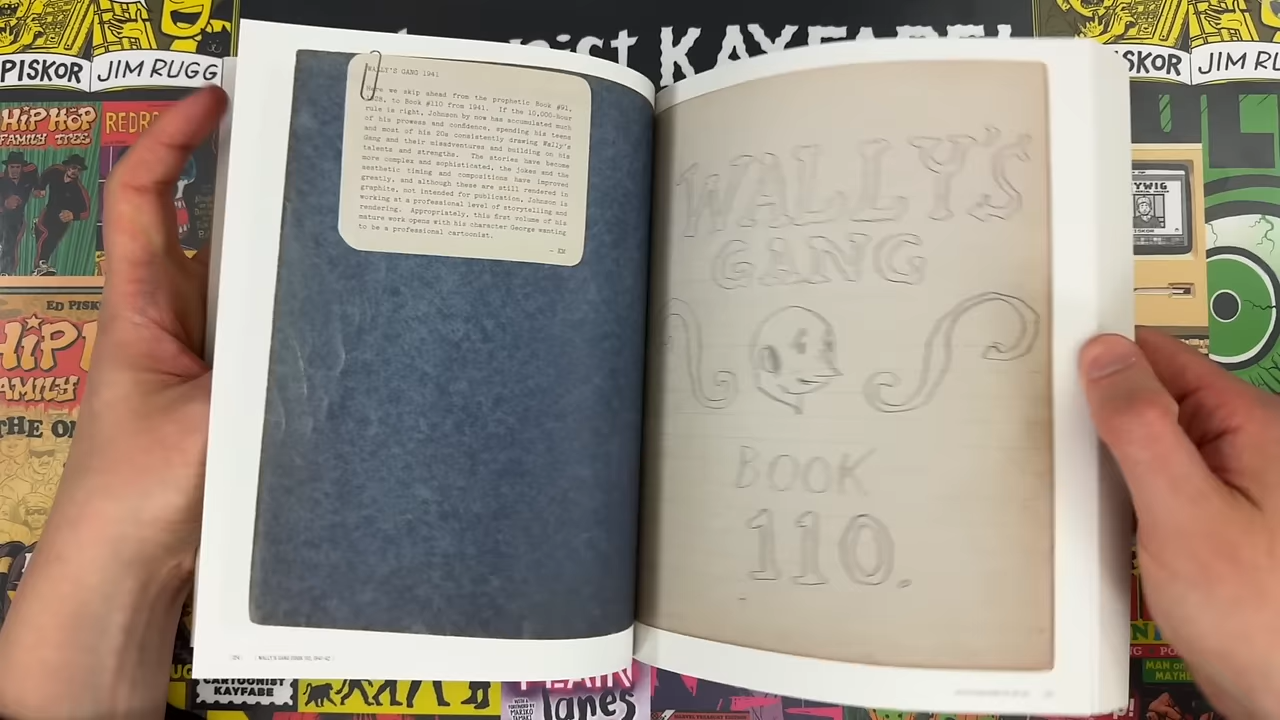 KAYFABE!
PISKOR
JIM RUGG
SKOR
HIP HOP
FAMILY TREE
ED PISK
FAMILY
THE
WALLY'S GANG 1941
Here we skip ahead from the prophetic Book #91,
to Book #110 from 1941. If the 10,000-hour
rule is right, Johnson by now has accumulated much
of his prowess and confidence, spending his teens
and most of his 20s consistently drawing Wally's
Gang and their misadventures and building on his
talents and strengths. The stories have become
more complex and sophisticated, the jokes and the
aesthetic timing and compositions have improved
greatly, and although these are still rendered in
graphite, not intended for publication, Johnson is
working at a professional level of storytelling and
rendering. Appropriately, this first volume of his
mature work opens with his character George wanting
to be a professional cartoonist.
WALLY'S
GANG
BOOK
110.
CARTOONIST
KAYFABE
MAN